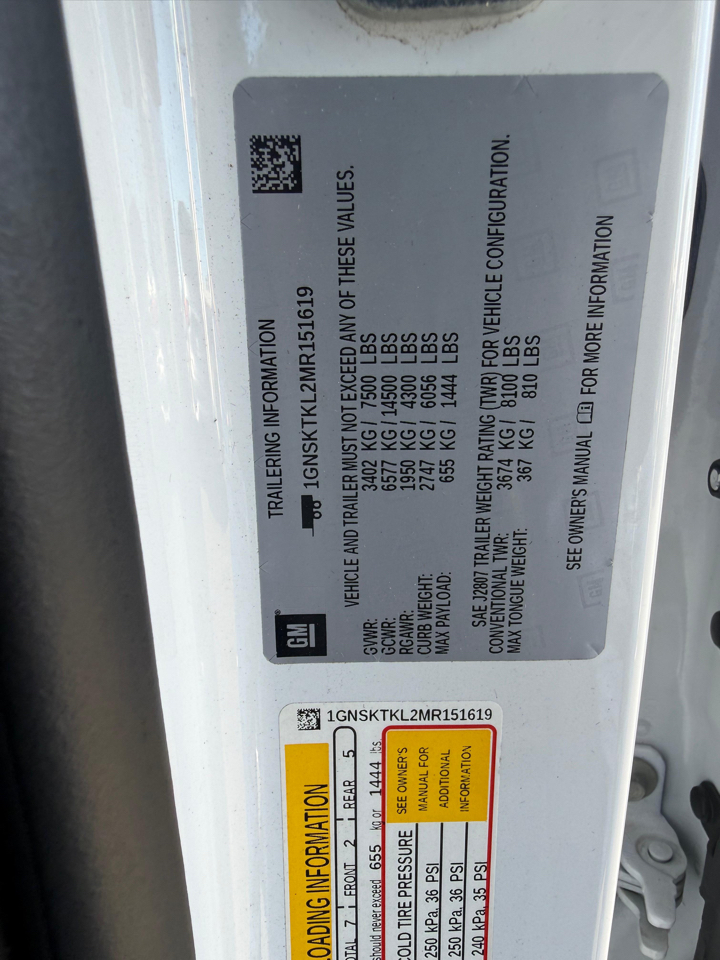 TRAILERING INFORMATION
1GNSKTKL2MR151619
VEHICLE AND TRAILER MUST NOT EXCEED ANY OF THESE VALUES.
GVWR: 3402 KG / 7500 LBS
GCWR: 6577 KG / 14500 LBS
RGAWR: 1950 KG / 4300 LBS
CURB WEIGHT: 2747 KG / 6056 LBS
MAX PAYLOAD: 655 KG / 1444 LBS
SAE J2807 TRAILER WEIGHT RATING (TWR) FOR VEHICLE CONFIGURATION.
CONVENTIONAL TWR: 3674 KG / 8100 LBS
MAX TONGUE WEIGHT: 367 KG / 810 LBS
SEE OWNER'S MANUAL FOR MORE INFORMATION
GM®
1GNSKTKL2MR151619
LOADING INFORMATION
TOTAL 7 FRONT 2 REAR 5
should never exceed 655 kg or 1444 lbs
COLD TIRE PRESSURE
250 kPa, 36 PSI
250 kPa, 36 PSI
240 kPa, 35 PSI
SEE OWNER'S
MANUAL FOR
ADDITIONAL
INFORMATION